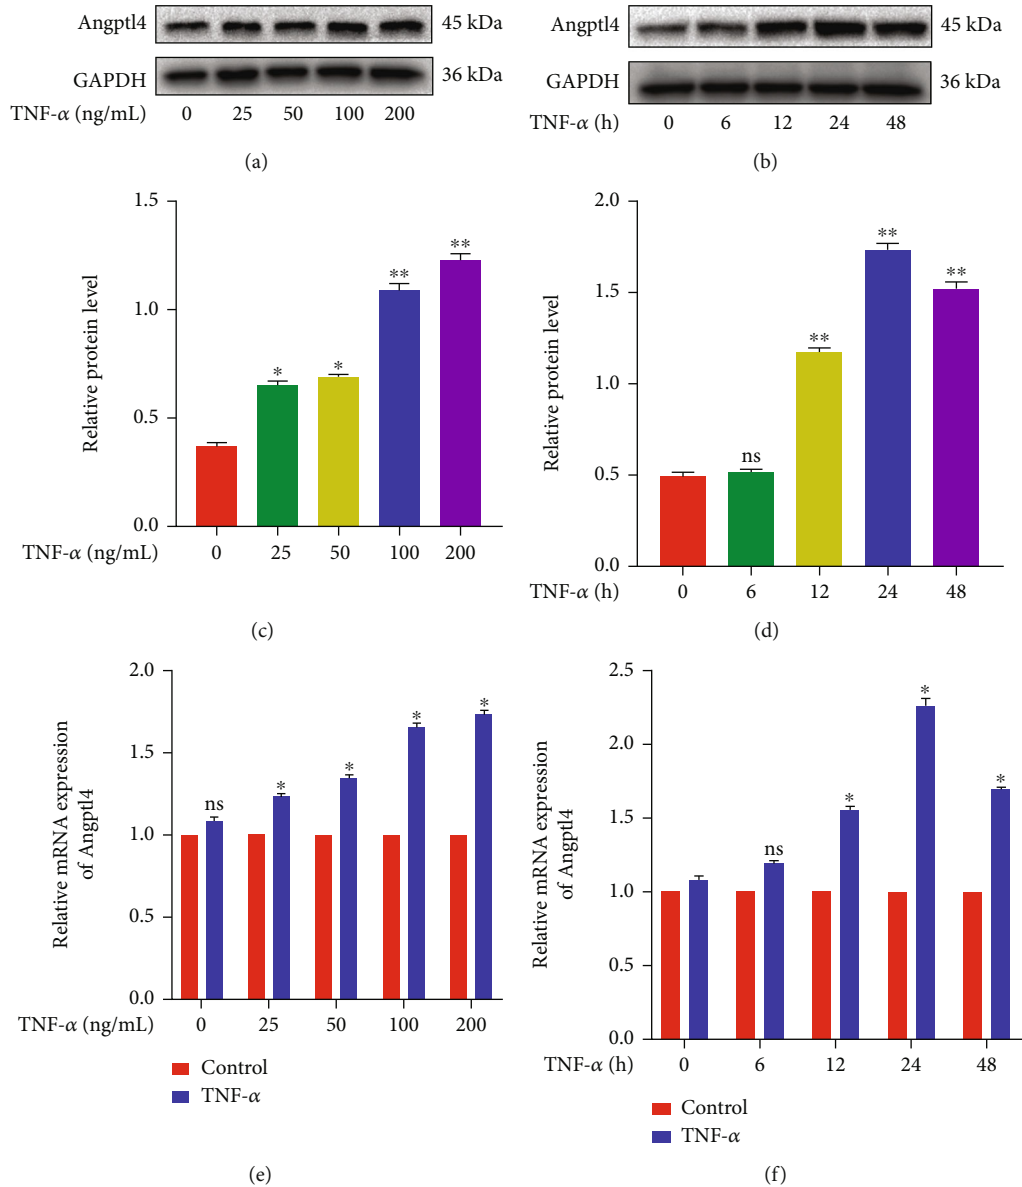 Angptl4 45 kDa
GAPDH 36 kDa
TNF-α (ng/mL) 0 25 50 100 200
(a)
Angptl4 45 kDa
GAPDH 36 kDa
TNF-α (h) 0 6 12 24 48
(b)
Relative protein level
1.5
1.0
0.5
0.0
* * ** **
TNF-α (ng/mL) 0 25 50 100 200
(c)
Relative protein level
2.0
1.5
1.0
0.5
0.0
ns ** ** **
TNF-α (h) 0 6 12 24 48
(d)
Relative mRNA expression
of Angptl4
2.0
1.5
1.0
0.5
0.0
ns * * * *
TNF-α (ng/mL) 0 25 50 100 200
Control
TNF-α
(e)
Relative mRNA expression
of Angptl4
2.5
2.0
1.5
1.0
0.5
0.0
ns * * *
TNF-α (h) 0 6 12 24 48
Control
TNF-α
(f)